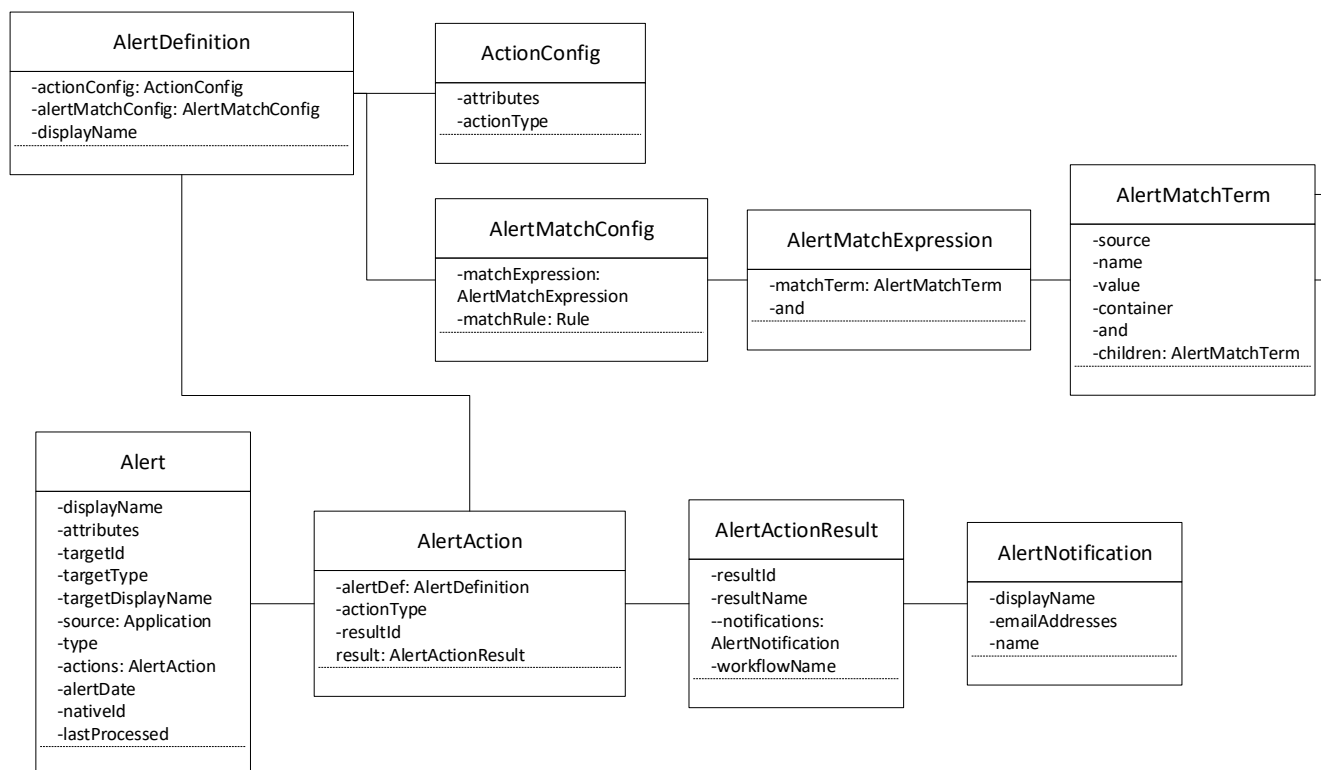 AlertDefinition
-actionConfig: ActionConfig
-alertMatchConfig: AlertMatchConfig
-displayName
ActionConfig
-attributes
-actionType
AlertMatchConfig
-matchExpression:
AlertMatchExpression
-matchRule: Rule
AlertMatchExpression
-matchTerm: AlertMatchTerm
-and
AlertMatchTerm
-source
-name
-value
-container
-and
-children: AlertMatchTerm
Alert
-displayName
-attributes
-targetId
-targetType
-targetDisplayName
-source: Application
-type
-actions: AlertAction
-alertDate
-nativeId
-lastProcessed
AlertAction
-alertDef: AlertDefinition
-actionType
-resultId
result: AlertActionResult
AlertActionResult
-resultId
-resultName
--notifications:
AlertNotification
-workflowName
AlertNotification
-displayName
-emailAddresses
-name